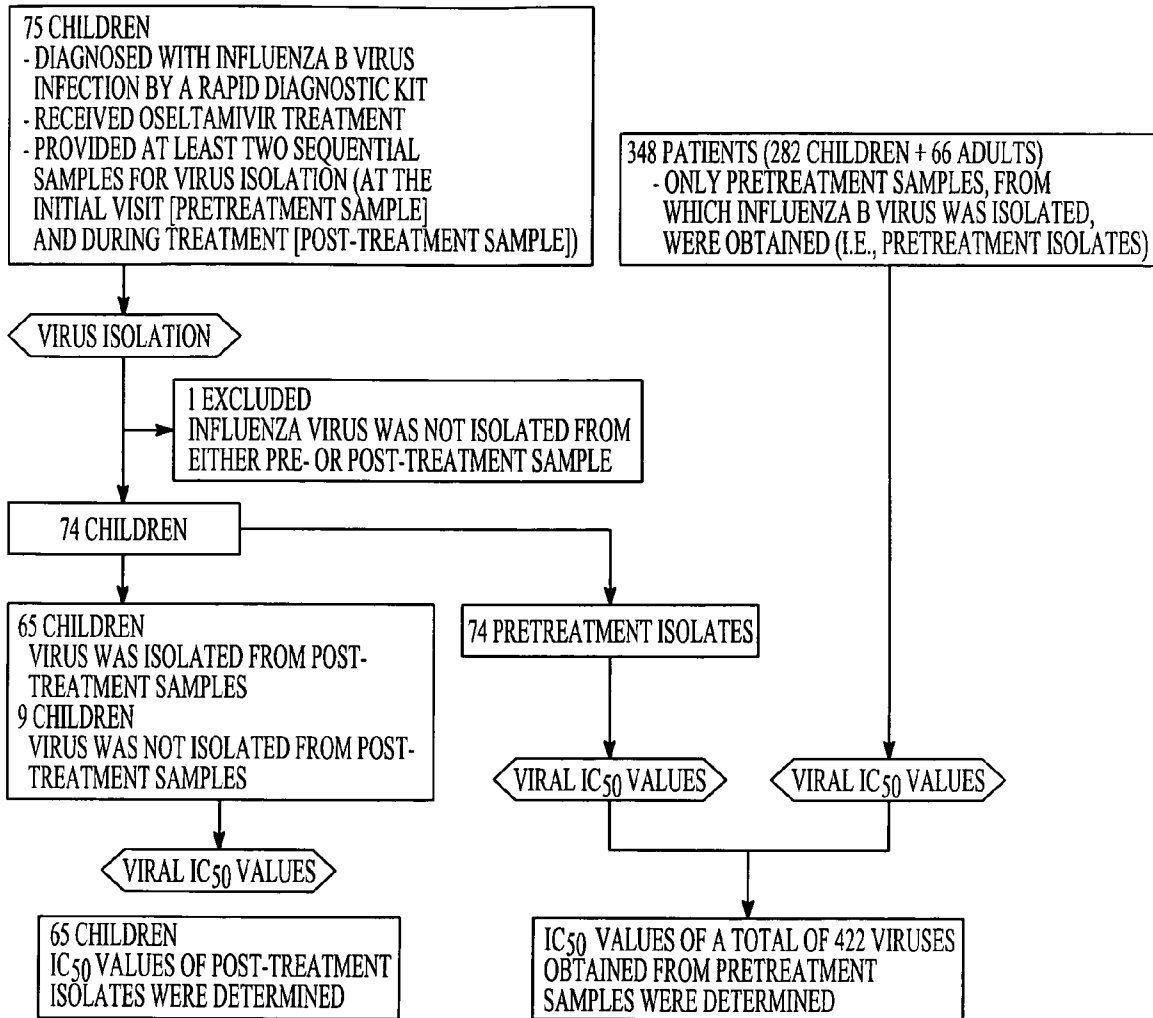 75 CHILDREN
- DIAGNOSED WITH INFLUENZA B VIRUS
INFECTION BY A RAPID DIAGNOSTIC KIT
- RECEIVED OSELTAMIVIR TREATMENT
- PROVIDED AT LEAST TWO SEQUENTIAL
SAMPLES FOR VIRUS ISOLATION (AT THE
INITIAL VISIT [PRETREATMENT SAMPLE]
AND DURING TREATMENT [POST-TREATMENT SAMPLE])
348 PATIENTS (282 CHILDREN + 66 ADULTS)
- ONLY PRETREATMENT SAMPLES, FROM
WHICH INFLUENZA B VIRUS WAS ISOLATED,
WERE OBTAINED (I.E., PRETREATMENT ISOLATES)
VIRUS ISOLATION
1 EXCLUDED
INFLUENZA VIRUS WAS NOT ISOLATED FROM
EITHER PRE- OR POST-TREATMENT SAMPLE
74 CHILDREN
65 CHILDREN
VIRUS WAS ISOLATED FROM POST-
TREATMENT SAMPLES
9 CHILDREN
VIRUS WAS NOT ISOLATED FROM POST-
TREATMENT SAMPLES
74 PRETREATMENT ISOLATES
VIRAL IC50 VALUES
VIRAL IC50 VALUES
VIRAL IC50 VALUES
65 CHILDREN
IC50 VALUES OF POST-TREATMENT
ISOLATES WERE DETERMINED
IC50 VALUES OF A TOTAL OF 422 VIRUSES
OBTAINED FROM PRETREATMENT
SAMPLES WERE DETERMINED